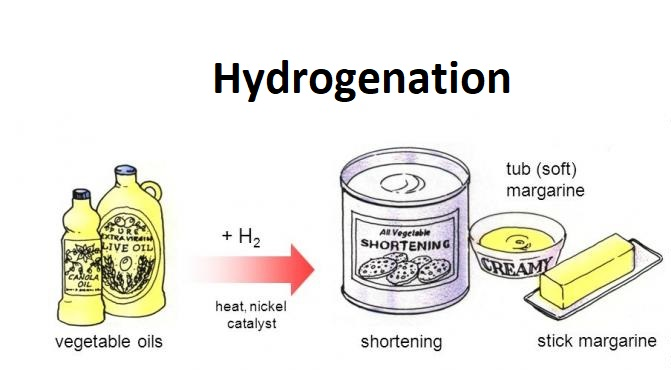 Hydrogenation
PURE
EXTRA VIRGIN
LIVE OIL
CANOLA
OIL
vegetable oils
+ H₂
heat, nickel
catalyst
All Vegetable
SHORTENING
shortening
tub (soft)
margarine
CREAMY
stick margarine